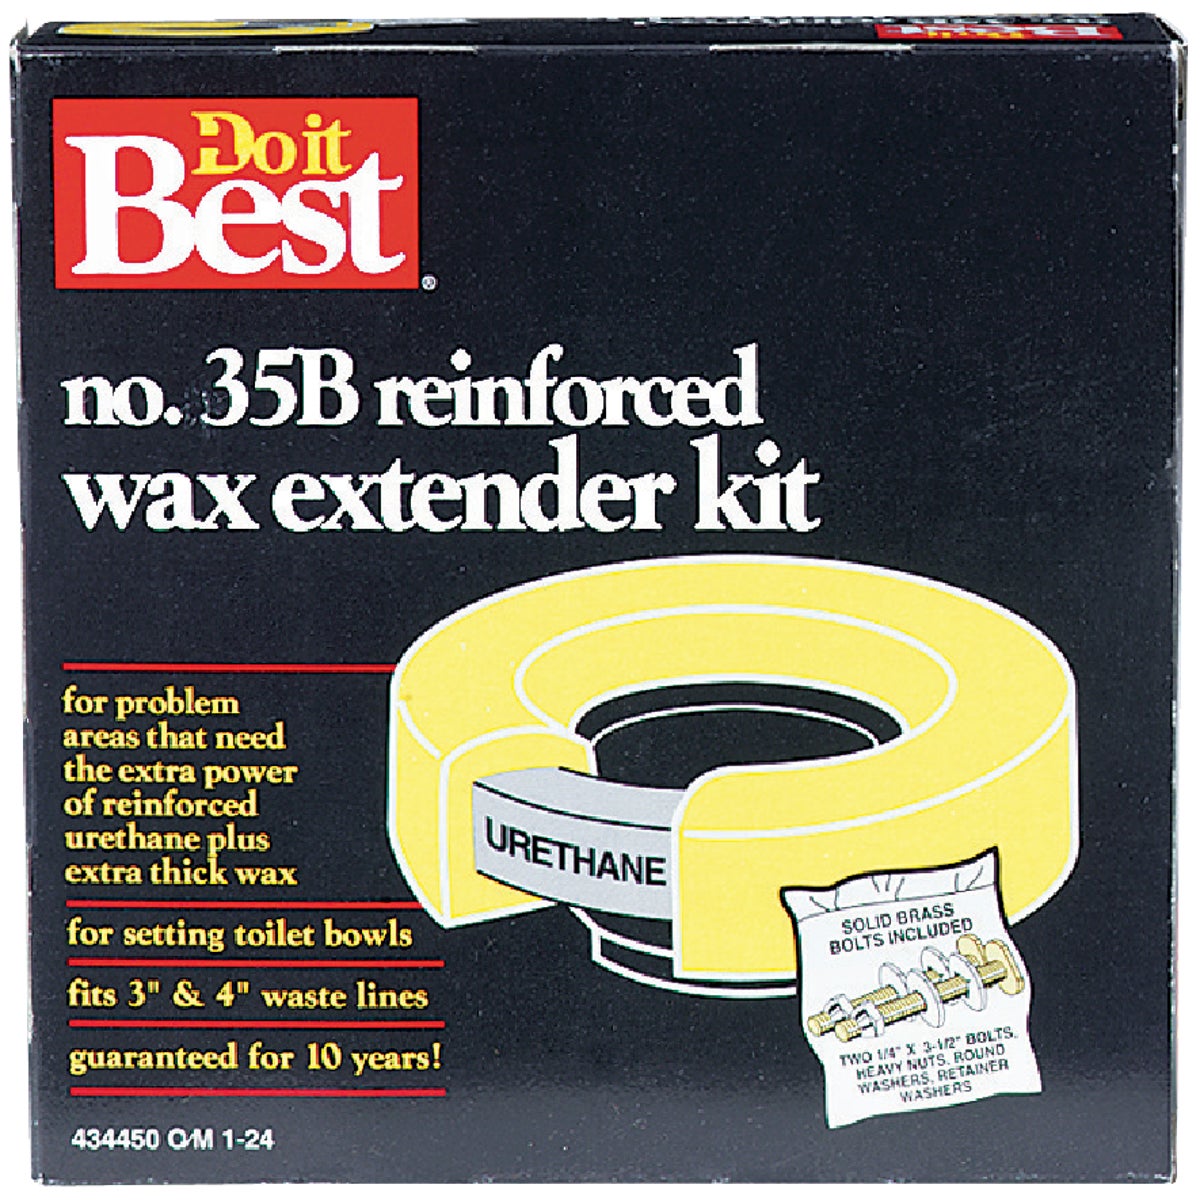 Do it
Best®
no. 35B reinforced
wax extender kit
for problem
areas that need
the extra power
of reinforced
urethane plus
extra thick wax
for setting toilet bowls
fits 3" & 4" waste lines
guaranteed for 10 years!
434450 O/M 1-24
URETHANE
SOLID BRASS
BOLTS INCLUDED
TWO 1/4" X 3-1/2" BOLTS,
HEAVY NUTS, ROUND
WASHERS, RETAINER
WASHERS